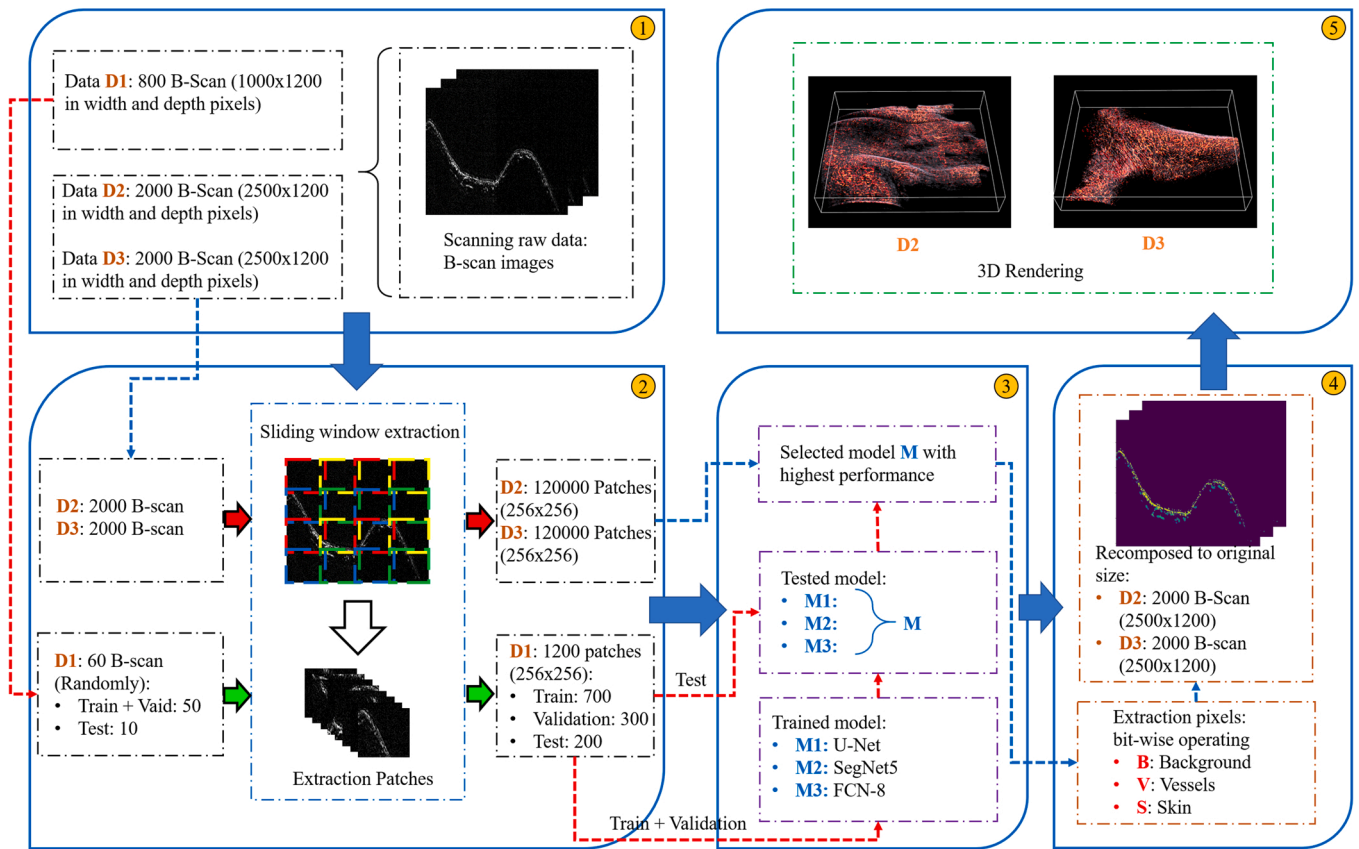 1
Data D1: 800 B-Scan (1000x1200
in width and depth pixels)
Data D2: 2000 B-Scan (2500x1200
in width and depth pixels)
Data D3: 2000 B-Scan (2500x1200
in width and depth pixels)
Scanning raw data:
B-scan images
5
D2
D3
3D Rendering
2
D2: 2000 B-scan
D3: 2000 B-scan
D1: 60 B-scan
(Randomly):
• Train + Vaid: 50
• Test: 10
Sliding window extraction
Extraction Patches
D2: 120000 Patches
(256x256)
D3: 120000 Patches
(256x256)
D1: 1200 patches
(256x256):
• Train: 700
• Validation: 300
• Test: 200
Test
Train + Validation
3
Selected model M with
highest performance
Tested model:
• M1:
• M2:
• M3:
M
Trained model:
• M1: U-Net
• M2: SegNet5
• M3: FCN-8
4
Recomposed to original
size:
• D2: 2000 B-Scan
(2500x1200)
• D3: 2000 B-scan
(2500x1200)
Extraction pixels:
bit-wise operating
• B: Background
• V: Vessels
• S: Skin